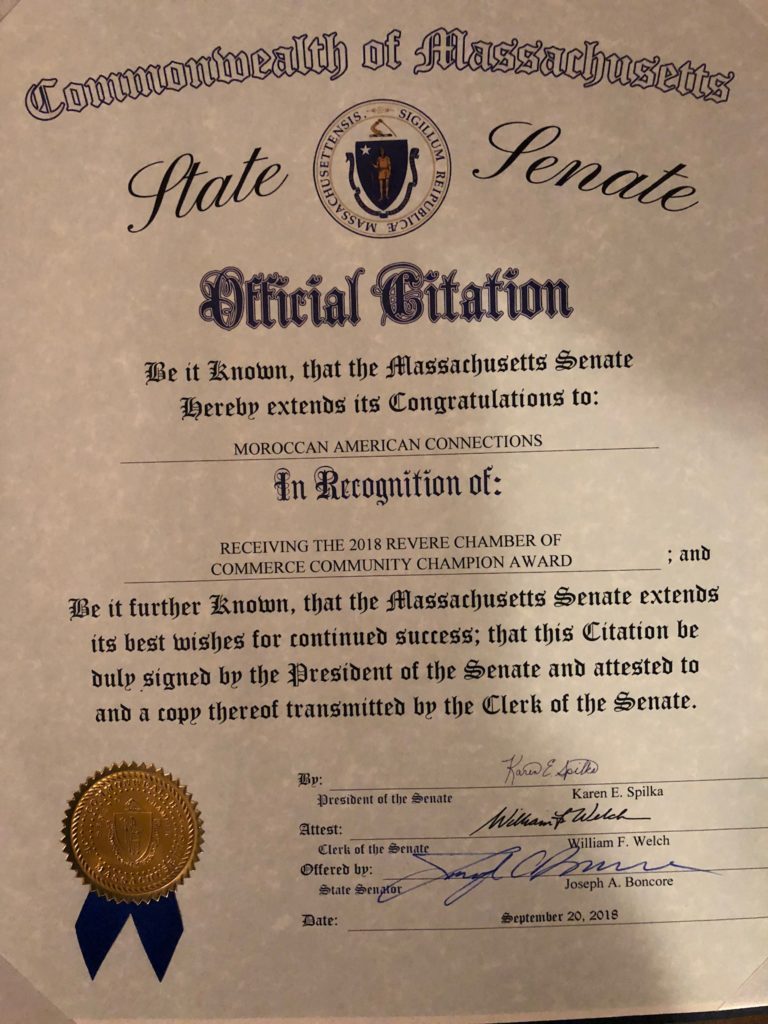 Commonwealth of Massachusetts
State Senate
SIGILLUM REIPUBLICÆ MASSACHUSETTENSIS
Official Citation
Be it Known, that the Massachusetts Senate
Hereby extends its Congratulations to:
MOROCCAN AMERICAN CONNECTIONS
In Recognition of:
RECEIVING THE 2018 REVERE CHAMBER OF
COMMERCE COMMUNITY CHAMPION AWARD ; and
Be it further Known, that the Massachusetts Senate extends
its best wishes for continued success; that this Citation be
duly signed by the President of the Senate and attested to
and a copy thereof transmitted by the Clerk of the Senate.
By: Karen E Spilka
President of the Senate Karen E. Spilka
Attest: William F Welch
Clerk of the Senate William F. Welch
Offered by:
State Senator Joseph A. Boncore
Date: September 20, 2018